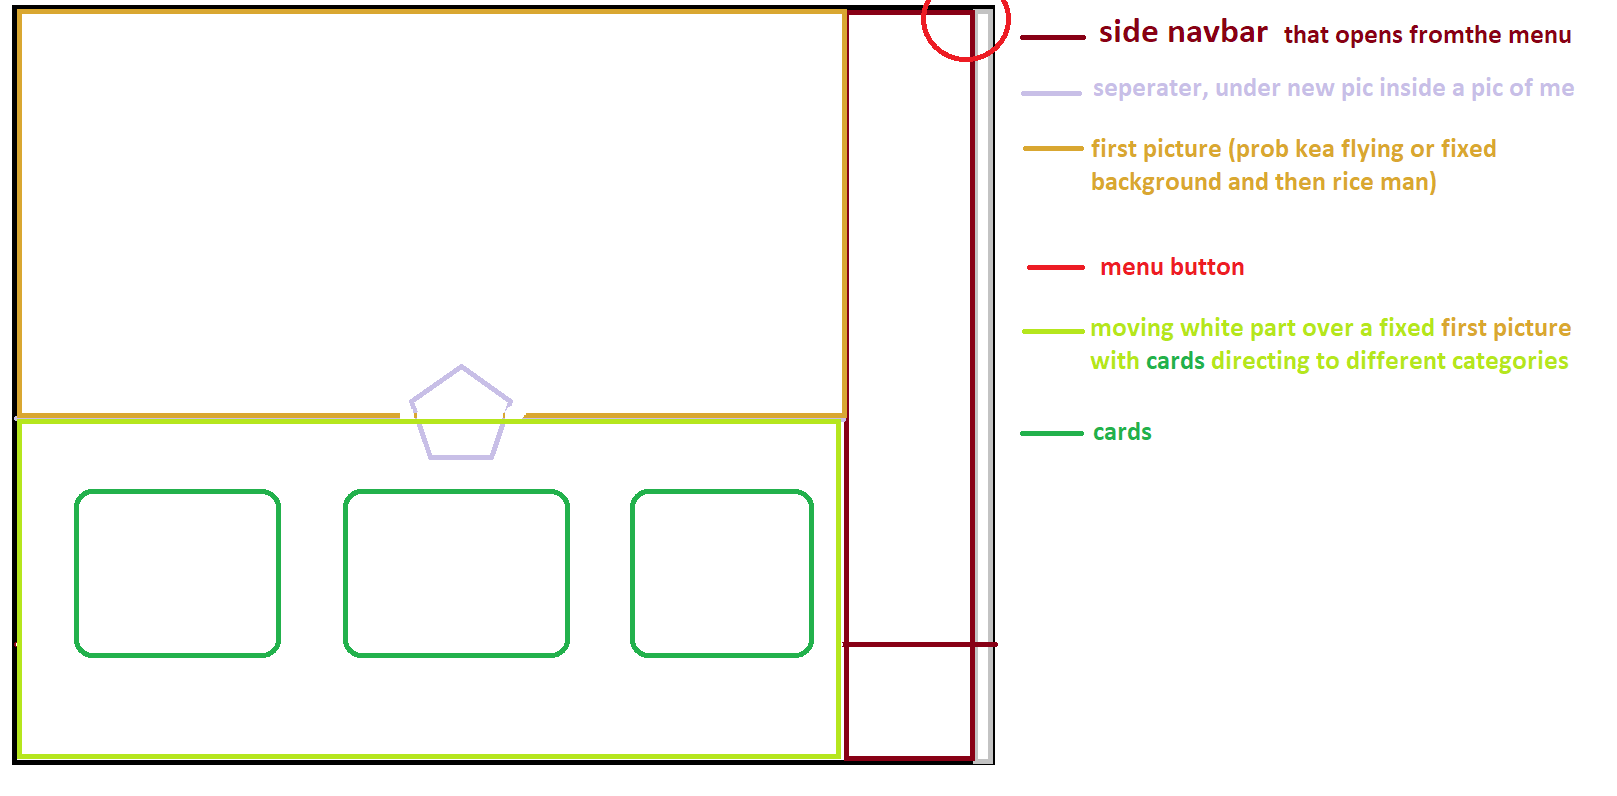 side navbar that opens fromthe menu
seperater, under new pic inside a pic of me
first picture (prob kea flying or fixed
background and then rice man)
menu button
moving white part over a fixed first picture
with cards directing to different categories
cards